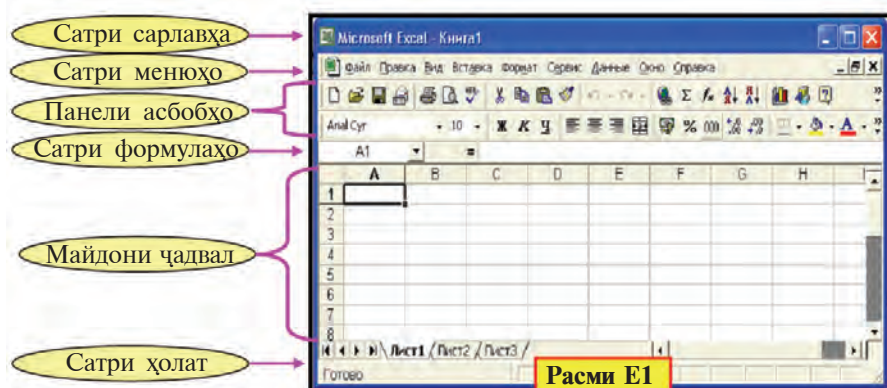 Сатри сарлавҳа
Сатри менюҳо
Панели асбобҳо
Сатри формулаҳо
Майдони ҷадвал
Сатри ҳолат
Microsoft Excel - Книга1
Файл Правка Вид Вставка Формат Сервис Данные Окно Справка
Arial Cyr 10 Ж К Ч % 000
A1 =
A B C D E F G H
1
2
3
4
5
6
7
8
Лист1 Лист2 Лист3
Готово
Расми Е1